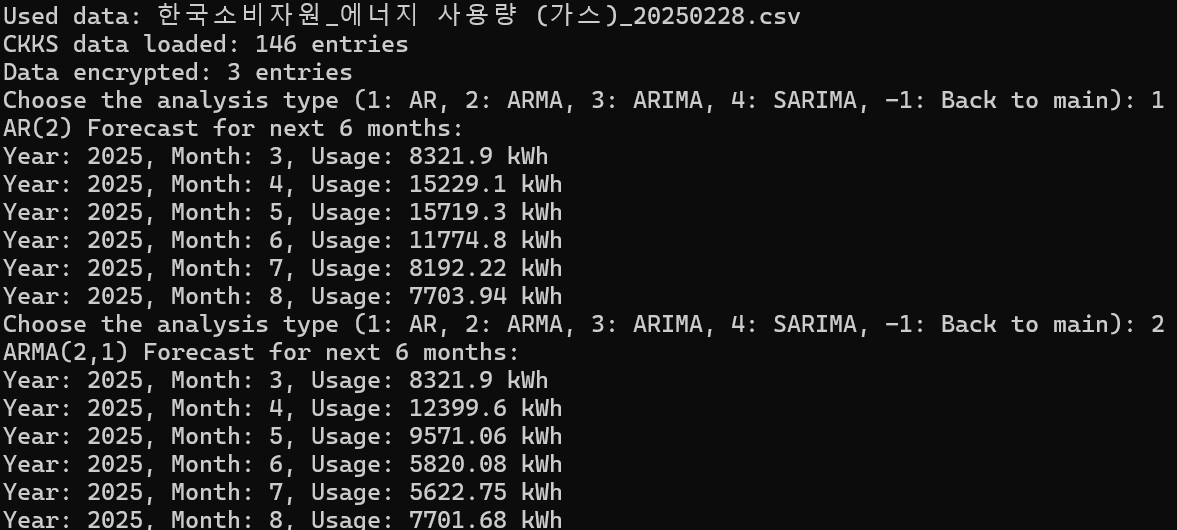 Used data: 한국소비자원_에너지 사용량 (가스)_20250228.csv
CKKS data loaded: 146 entries
Data encrypted: 3 entries
Choose the analysis type (1: AR, 2: ARMA, 3: ARIMA, 4: SARIMA, -1: Back to main): 1
AR(2) Forecast for next 6 months:
Year: 2025, Month: 3, Usage: 8321.9 kWh
Year: 2025, Month: 4, Usage: 15229.1 kWh
Year: 2025, Month: 5, Usage: 15719.3 kWh
Year: 2025, Month: 6, Usage: 11774.8 kWh
Year: 2025, Month: 7, Usage: 8192.22 kWh
Year: 2025, Month: 8, Usage: 7703.94 kWh
Choose the analysis type (1: AR, 2: ARMA, 3: ARIMA, 4: SARIMA, -1: Back to main): 2
ARMA(2,1) Forecast for next 6 months:
Year: 2025, Month: 3, Usage: 8321.9 kWh
Year: 2025, Month: 4, Usage: 12399.6 kWh
Year: 2025, Month: 5, Usage: 9571.06 kWh
Year: 2025, Month: 6, Usage: 5820.08 kWh
Year: 2025, Month: 7, Usage: 5622.75 kWh
Year: 2025, Month: 8, Usage: 7701.68 kWh